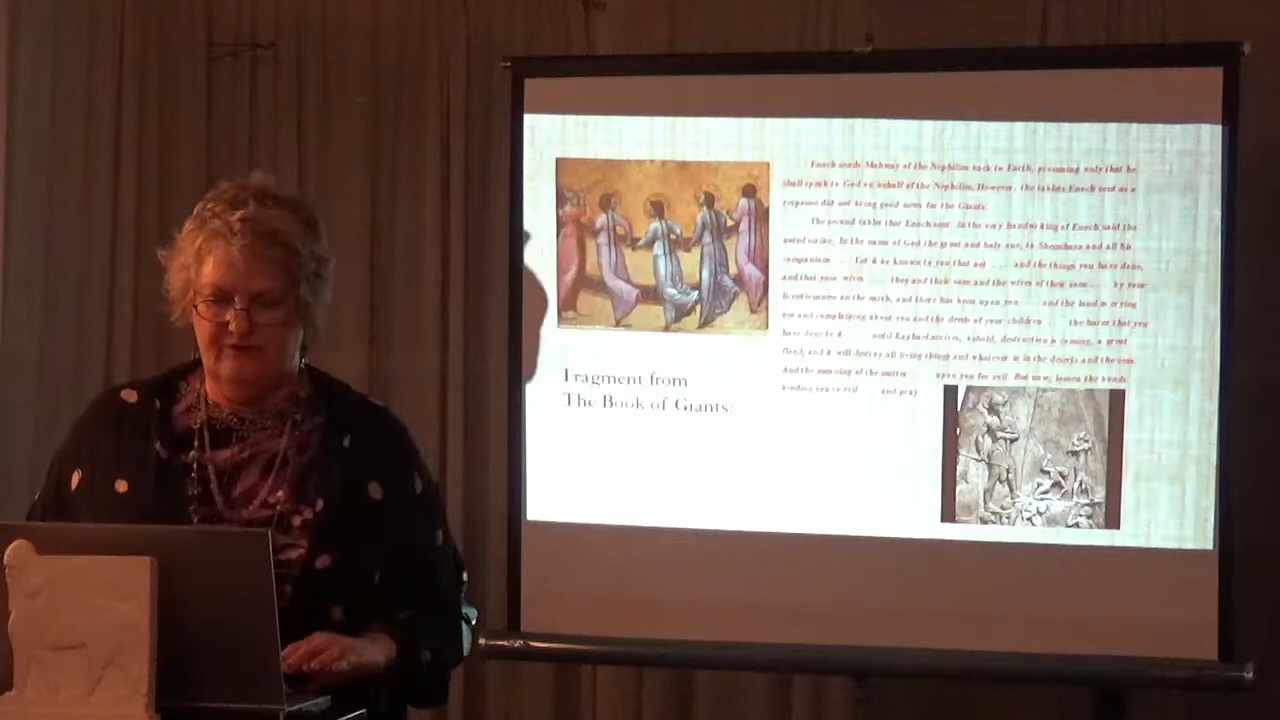 Enoch sends Mahway of the Nephilim back to Earth, promising only that he
shall speak to God on behalf of the Nephilim. However, the tablets Enoch sent as a
response did not bring good news for the Giants.
The second tablet that Enoch sent. In the very handwriting of Enoch said the
noted scribe, In the name of God the great and holy one, to Shemihaza and all his
companions . . Let it be known to you that not . . . and the things you have done,
and that your wives . . . they and their sons and the wives of their sons . . . by your
licentiousness on the earth, and there has been upon you . . . and the land is crying
out and complaining about you and the deeds of your children . . . the harm that you
have done to it until Raphael arrives, behold, destruction is coming, a great
flood, and it will destroy all living things and whatever is in the deserts and the seas.
And the meaning of the matter upon you for evil. But now, loosen the bonds
binding you to evil and pray
Fragment from
The Book of Giants: